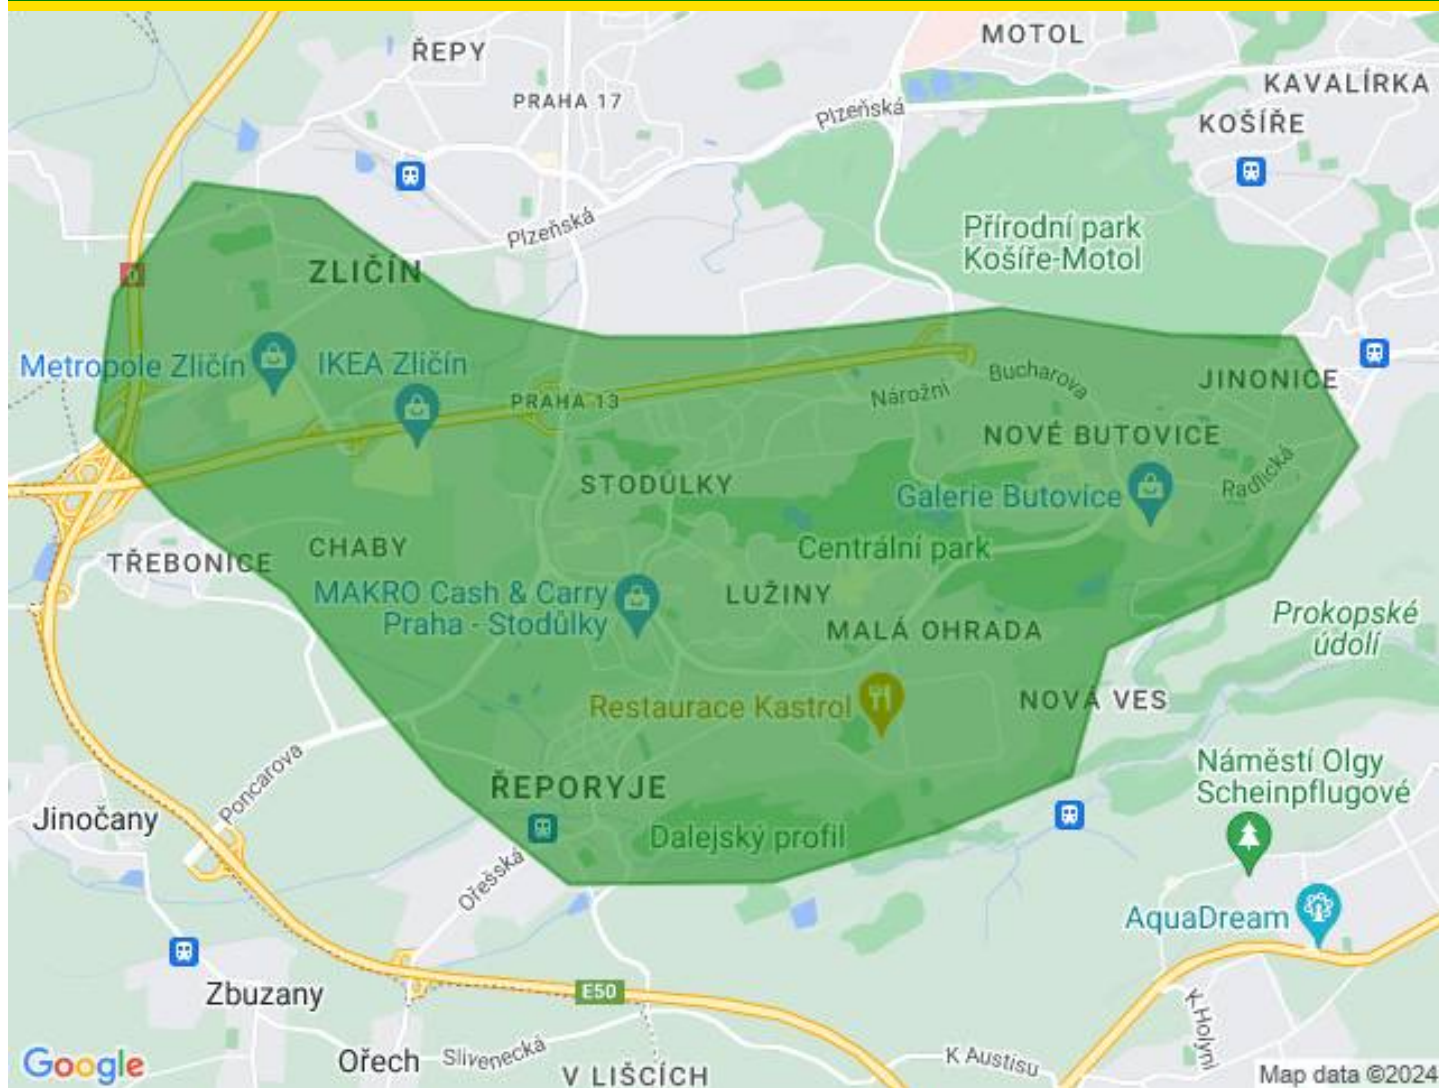 MOTOL
ŘEPY
KAVALÍRKA
PRAHA 17
Plzeňská
KOŠÍŘE
Plzeňská
Přírodní park
Košíře-Motol
ZLIČÍN
Metropole Zličín
IKEA Zličín
JINONICE
Bucharova
Nárožní
PRAHA 13
NOVÉ BUTOVICE
Radlická
STODŮLKY
Galerie Butovice
CHABY
Centrální park
TŘEBONICE
MAKRO Cash & Carry
Praha - Stodůlky
LUŽINY
MALÁ OHRADA
Prokopské
údolí
Restaurace Kastrol
NOVÁ VES
Poncarova
ŘEPORYJE
Náměstí Olgy
Scheinpflugové
Jinočany
Dalejský profil
Ořešská
AquaDream
Zbuzany
E50
K Holyni
Google
Ořech
Slivenecká
V LIŠCÍCH
K Austisu
Map data ©2024